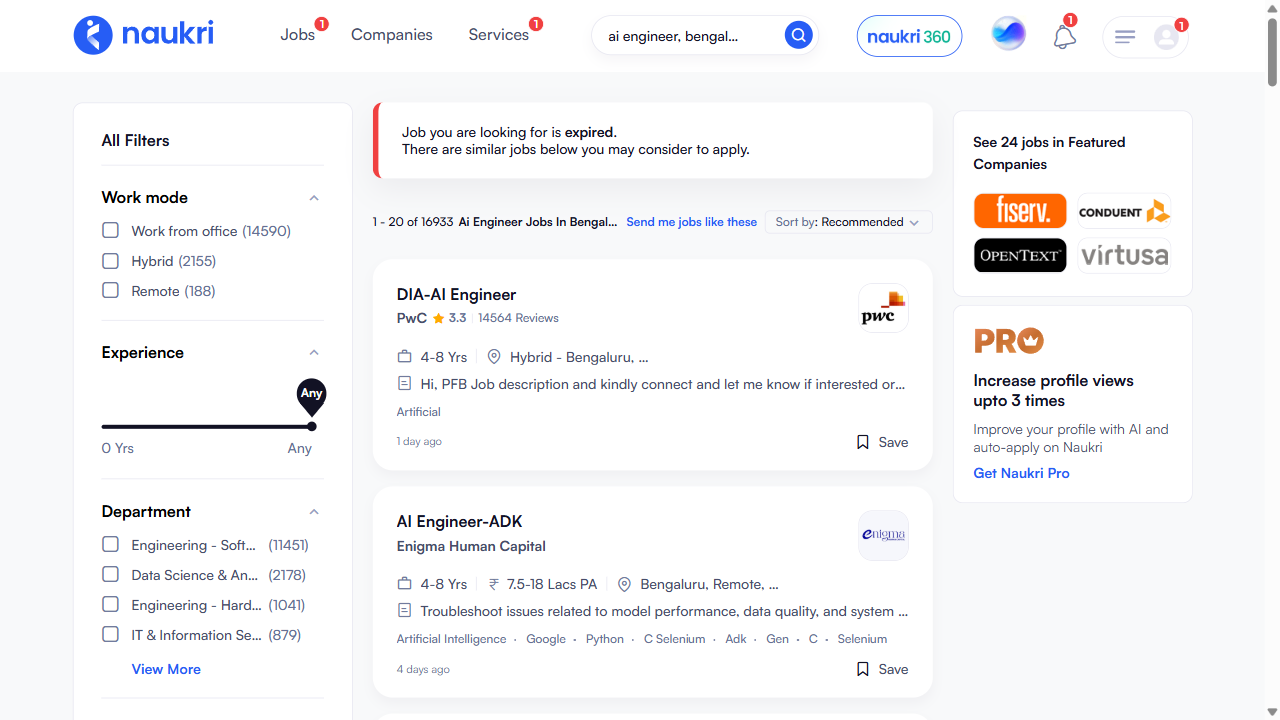 naukri
Jobs 1
Companies
Services 1
ai engineer, bengal...
naukri 360
1
1
All Filters
Work mode
Work from office (14590)
Hybrid (2155)
Remote (188)
Experience
Any
0 Yrs Any
Department
Engineering - Soft... (11451)
Data Science & An... (2178)
Engineering - Hard... (1041)
IT & Information Se... (879)
View More
Job you are looking for is expired.
There are similar jobs below you may consider to apply.
1 - 20 of 16933 Ai Engineer Jobs In Bengal... Send me jobs like these Sort by: Recommended
DIA-AI Engineer
PwC 3.3 14564 Reviews
pwc
4-8 Yrs Hybrid - Bengaluru, ...
Hi, PFB Job description and kindly connect and let me know if interested or...
Artificial
1 day ago Save
AI Engineer-ADK
Enigma Human Capital
enigma
4-8 Yrs ₹ 7.5-18 Lacs PA Bengaluru, Remote, ...
Troubleshoot issues related to model performance, data quality, and system ...
Artificial Intelligence · Google · Python · C Selenium · Adk · Gen · C · Selenium
4 days ago Save
See 24 jobs in Featured
Companies
fiserv.
CONDUENT
OPENTEXT™
virtusa
PRO
Increase profile views
upto 3 times
Improve your profile with AI and
auto-apply on Naukri
Get Naukri Pro